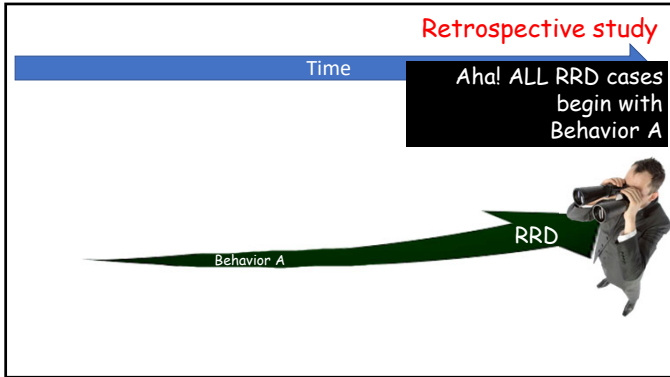 Retrospective study
Time
Aha! ALL RRD cases
begin with
Behavior A
RRD
Behavior A